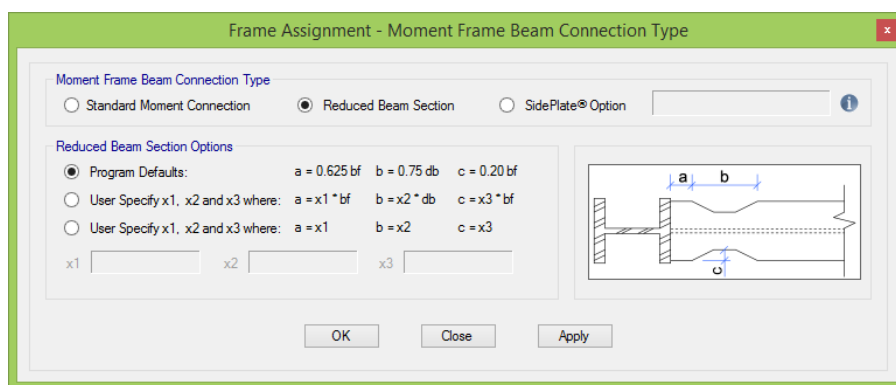 Frame Assignment - Moment Frame Beam Connection Type
x
Moment Frame Beam Connection Type
Standard Moment Connection Reduced Beam Section SidePlate® Option i
Reduced Beam Section Options
Program Defaults: a = 0.625 bf b = 0.75 db c = 0.20 bf
User Specify x1, x2 and x3 where: a = x1 * bf b = x2 * db c = x3 * bf
User Specify x1, x2 and x3 where: a = x1 b = x2 c = x3
x1 x2 x3
a b
c
OK Close Apply